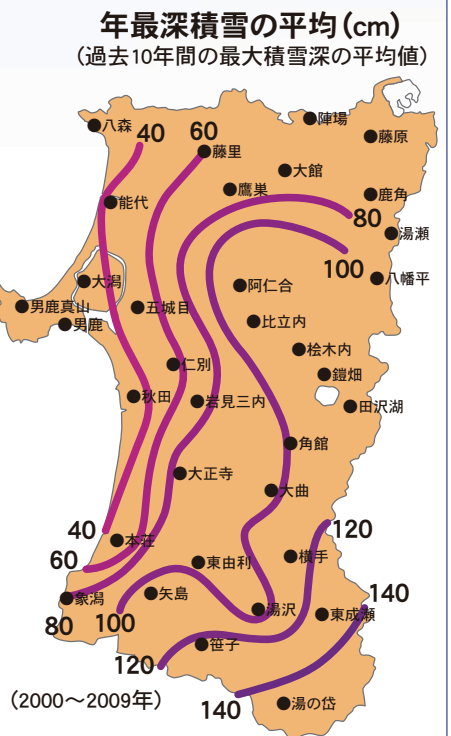 年最深積雪の平均（cm）
（過去10年間の最大積雪深の平均値）
八森
40
60
陣場
藤里
藤原
大館
鷹巣
鹿角
能代
80
湯瀬
100
八幡平
大潟
阿仁合
男鹿真山
五城目
男鹿
比立内
桧木内
仁別
鎧畑
秋田
岩見三内
田沢湖
角館
大正寺
大曲
120
40
本荘
60
東由利
横手
140
矢島
象潟
80
100
湯沢
東成瀬
笹子
120
（2000～2009年）
140
湯の岱